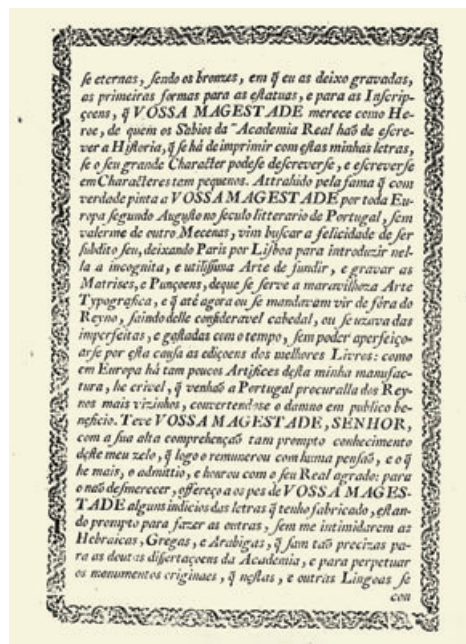 se eternas, sendo os bronzes, em q̃ eu as deixo gravadas,
as primeiras formas para as estatuas, e para as Inscrip-
çoens, q̃ VOSSA MAGESTADE merece como He-
roe, de quem os Sabios da Academia Real haõ de escre-
ver a Historia, q̃ se há de imprimir com estas minhas letras,
se o seu grande Character podese descreverse, e escreverse
em Characteres tem pequenos. Attrahido pela fama q̃ com
verdade pinta a VOSSA MAGESTADE por toda Eu-
ropa segundo Augusto no seculo litterario de Portugal, sem
valerme de outro Mecenas, vim buscar a felicidade de ser
subdito seu, deixando Paris por Lisboa para introduzir nel-
la a incognita, e utilissima Arte de fundir, e gravar as
Matrises, e Punçoens, deque se serve a maravilhoza Arte
Typografica, e q̃ até agora ou se mandavam vir de fóra do
Reyno, saindo delle consideravel cabedal, ou se uzava das
imperfeitas, e gastadas com o tempo, sem poder aperfeiço-
arse por esta causa as ediçoens dos melhores Livros: como
em Europa há tam poucos Artifices desta minha manufac-
tura, he crivel, q̃ venhaõ a Portugal procuralla dos Rey-
nos mais vizinhos, convertendose o damno em publico be-
neficio. Teve VOSSA MAGESTADE, SENHOR,
com a sua alta comprehençaõ tam prompto conhecimento
deste meu zelo, q̃ logo o remunerou com huma pensaõ, e o q̃
he mais, o admittio, e honrou com o seu Real agrado: para
o naõ desmerecer, offereço a os pes de VOSSA MAGES-
TADE alguns indicios das letras q̃ tenho fabricado, estan-
do prompto para fazer as outras, sem me intimidarem as
Hebraicas, Gregas, e Arabigas, q̃ sam taõ precizas pa-
ra as doutas dissertaçoens da Academia, e para perpetuar
os monumentos originaes, q̃ nestas, e outras Lingoas se
con